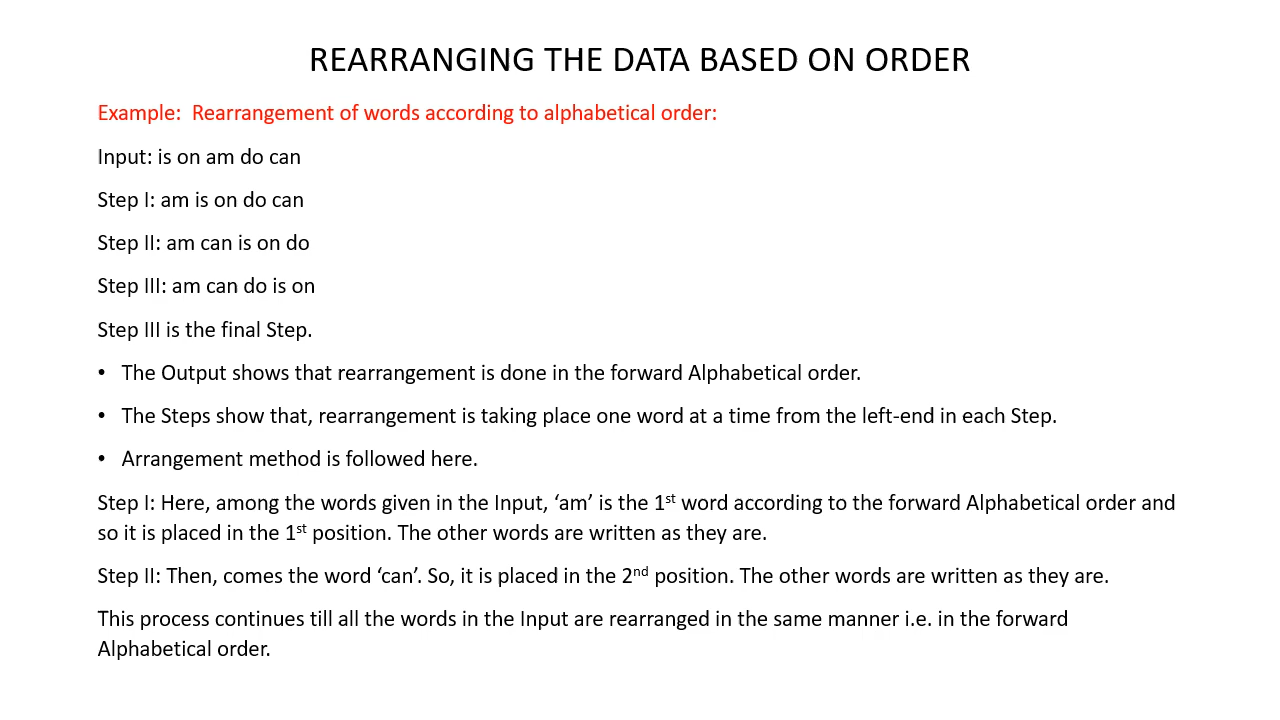 REARRANGING THE DATA BASED ON ORDER
Example:  Rearrangement of words according to alphabetical order:
Input: is on am do can
Step I: am is on do can
Step II: am can is on do
Step III: am can do is on
Step III is the final Step.
• The Output shows that rearrangement is done in the forward Alphabetical order.
• The Steps show that, rearrangement is taking place one word at a time from the left-end in each Step.
• Arrangement method is followed here.
Step I: Here, among the words given in the Input, ‘am’ is the 1st word according to the forward Alphabetical order and
so it is placed in the 1st position. The other words are written as they are.
Step II: Then, comes the word ‘can’. So, it is placed in the 2nd position. The other words are written as they are.
This process continues till all the words in the Input are rearranged in the same manner i.e. in the forward
Alphabetical order.